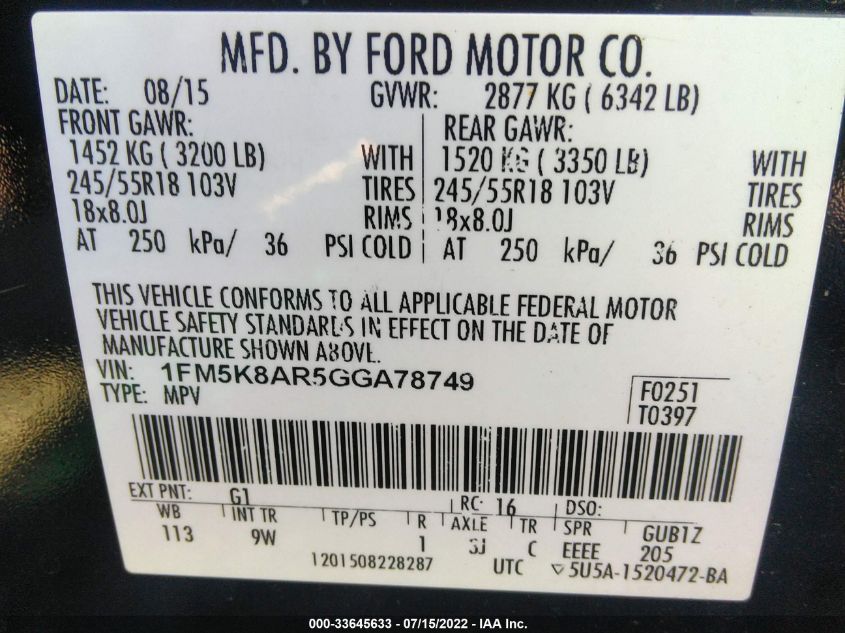 MFD. BY FORD MOTOR CO.
DATE: 08/15 GVWR: 2877 KG ( 6342 LB)
FRONT GAWR: REAR GAWR:
1452 KG ( 3200 LB) WITH 1520 KG ( 3350 LB) WITH
245/55R18 103V TIRES 245/55R18 103V TIRES
18x8.0J RIMS 18x8.0J RIMS
AT 250 kPa/ 36 PSI COLD AT 250 kPa/ 36 PSI COLD
THIS VEHICLE CONFORMS TO ALL APPLICABLE FEDERAL MOTOR
VEHICLE SAFETY STANDARDS IN EFFECT ON THE DATE OF
MANUFACTURE SHOWN ABOVE.
VIN: 1FM5K8AR5GGA78749
TYPE: MPV
F0251
T0397
EXT PNT: G1 RC: 16 DSO:
WB INT TR TP/PS R AXLE TR SPR GUB1Z
113 9W 1 3J C EEEE 205
1201508228287 UTC ▽5U5A-1520472-BA
000-33645633 - 07/15/2022 - IAA Inc.